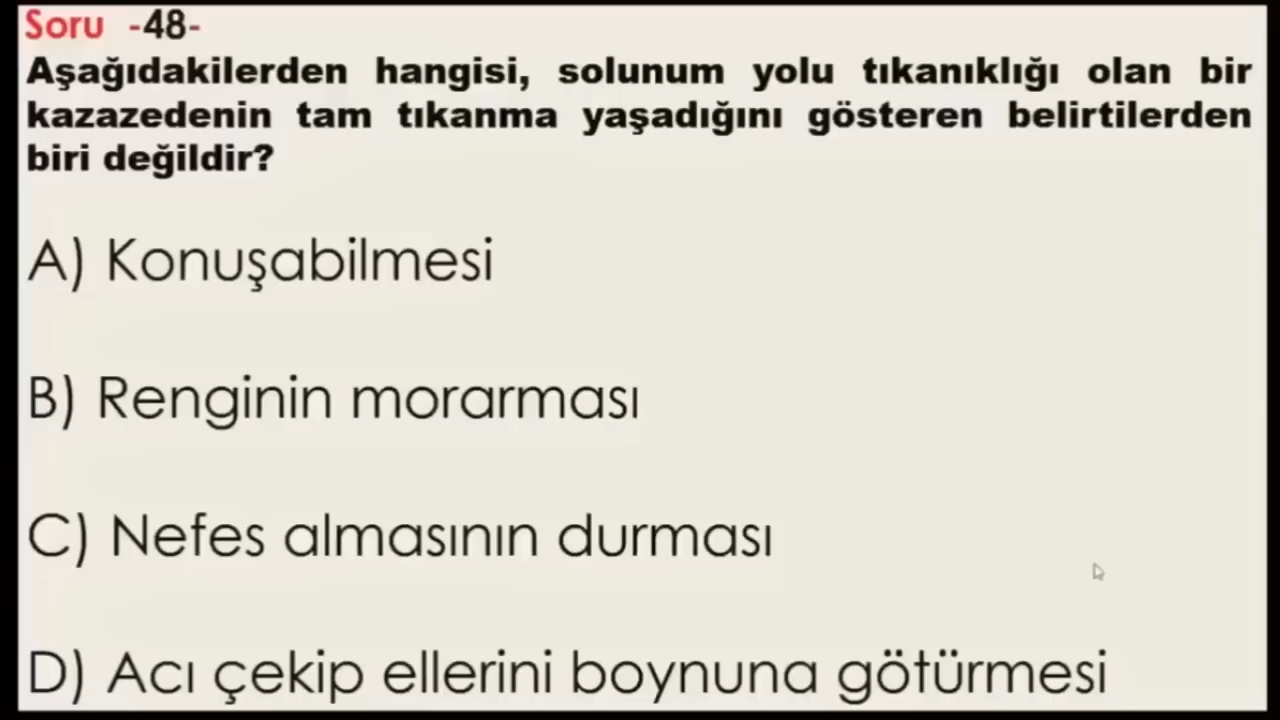 Soru -48-
Aşağıdakilerden hangisi, solunum yolu tıkanıklığı olan bir
kazazedenin tam tıkanma yaşadığını gösteren belirtilerden
biri değildir?
A) Konuşabilmesi
B) Renginin morarması
C) Nefes almasının durması
D) Acı çekip ellerini boynuna götürmesi